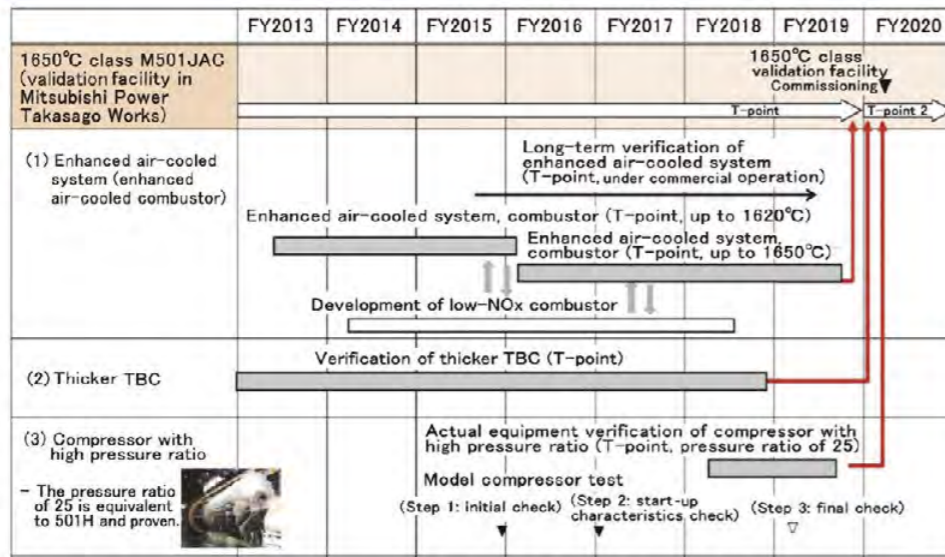 FY2013 FY2014 FY2015 FY2016 FY2017 FY2018 FY2019 FY2020
1650℃ class M501JAC
(validation facility in
Mitsubishi Power
Takasago Works)
1650℃ class
validation facility
Commissioning▼
T-point
T-point 2
(1) Enhanced air-cooled
system (enhanced
air-cooled combustor)
Long-term verification of
enhanced air-cooled system
(T-point, under commercial operation)
Enhanced air-cooled system, combustor (T-point, up to 1620℃)
Enhanced air-cooled system,
combustor (T-point, up to 1650℃)
Development of low-NOx combustor
Verification of thicker TBC (T-point)
(2) Thicker TBC
(3) Compressor with
high pressure ratio
- The pressure ratio
of 25 is equivalent
to 501H and proven.
Actual equipment verification of compressor with
high pressure ratio (T-point, pressure ratio of 25)
Model compressor test
(Step 1: initial check)
(Step 2: start-up
characteristics check)
(Step 3: final check)